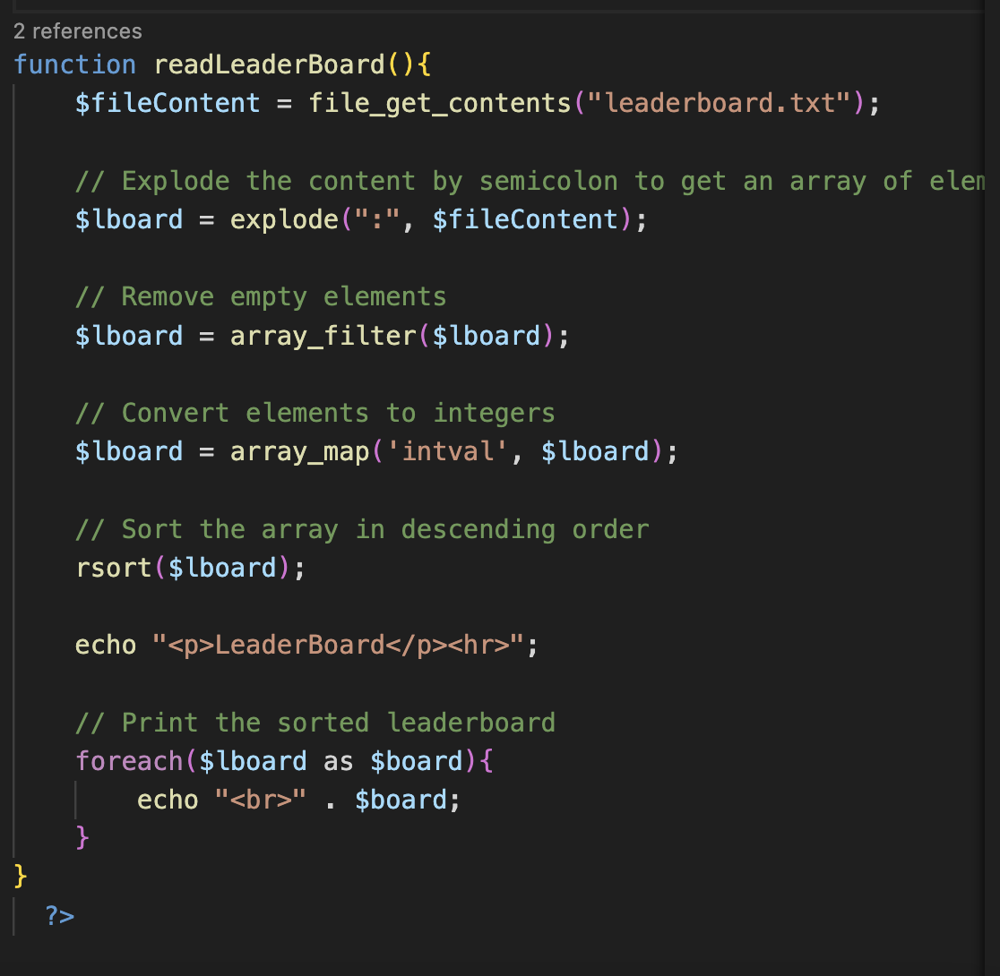 2 references
function readLeaderBoard(){
$fileContent = file_get_contents("leaderboard.txt");
// Explode the content by semicolon to get an array of
$lboard = explode(":", $fileContent);
// Remove empty elements
$lboard = array_filter($lboard);
// Convert elements to integers
$lboard = array_map('intval', $lboard);
// Sort the array in descending order
rsort($lboard);
echo "<p>LeaderBoard</p><hr>";
// Print the sorted leaderboard
foreach($lboard as $board){
echo "<br>" . $board;
}
}
?>